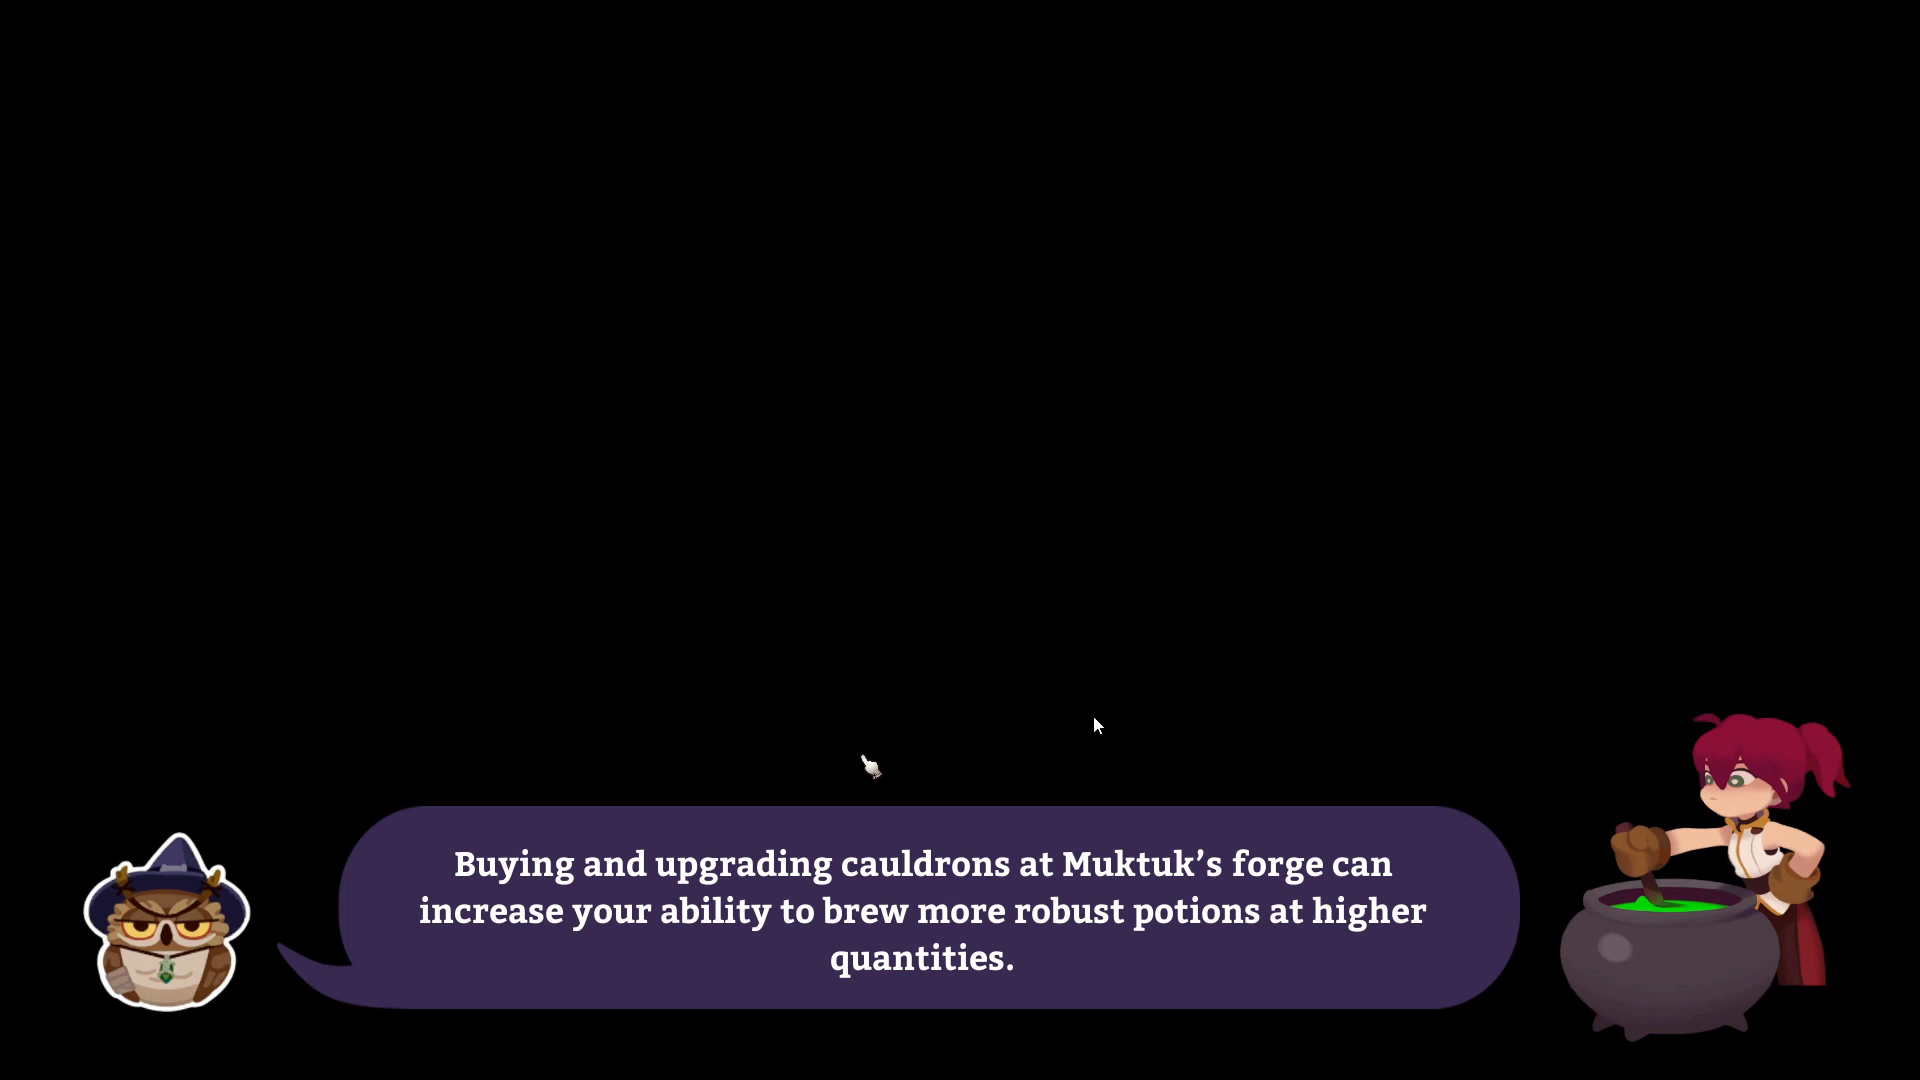 Buying and upgrading cauldrons at Muktuk’s forge can
increase your ability to brew more robust potions at higher
quantities.